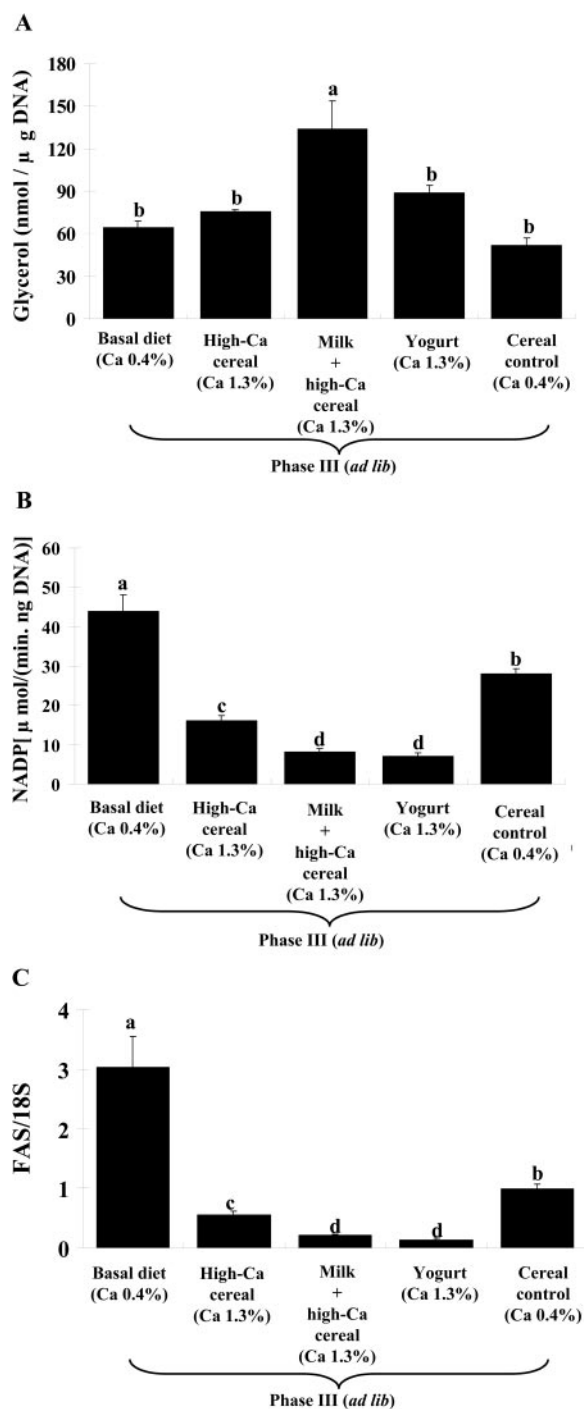 A
Glycerol (nmol / μ g DNA)
180
150
120
90
60
30
0
b
b
a
b
b
Basal diet
(Ca 0.4%)
High-Ca
cereal
(Ca 1.3%)
Milk
+
high-Ca
cereal
(Ca 1.3%)
Yogurt
(Ca 1.3%)
Cereal
control
(Ca 0.4%)
Phase III (ad lib)
B
NADP[ μ mol/(min. ng DNA)]
60
50
40
30
20
10
0
a
c
d
d
b
Basal diet
(Ca 0.4%)
High-Ca
cereal
(Ca 1.3%)
Milk
+
high-Ca
cereal
(Ca 1.3%)
Yogurt
(Ca 1.3%)
Cereal
control
(Ca 0.4%)
Phase III (ad lib)
C
FAS/18S
4
3
2
1
0
a
c
d
d
b
Basal diet
(Ca 0.4%)
High-Ca
cereal
(Ca 1.3%)
Milk
+
high-Ca
cereal
(Ca 1.3%)
Yogurt
(Ca 1.3%)
Cereal
control
(Ca 0.4%)
Phase III (ad lib)